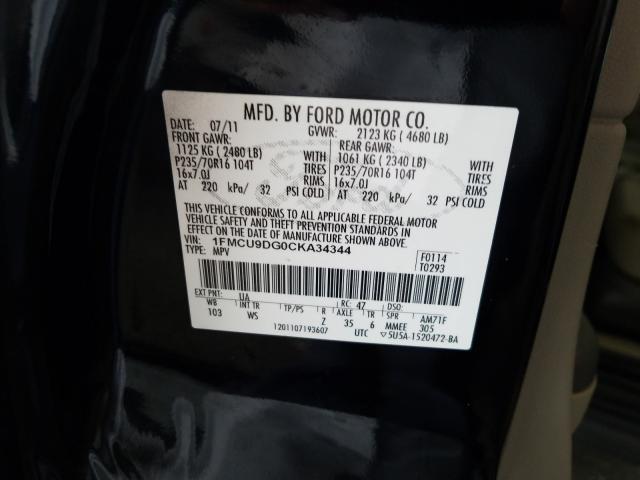 MFD. BY FORD MOTOR CO.
DATE: 07/11 GVWR: 2123 KG ( 4680 LB)
FRONT GAWR: REAR GAWR:
1125 KG ( 2480 LB) 1061 KG ( 2340 LB)
P235/70R16 104T TIRES P235/70R16 104T TIRES
16x7.0J RIMS 16x7.0J RIMS
AT 220 kPa/ 32 PSI COLD AT 220 kPa/ 32 PSI COLD
THIS VEHICLE CONFORMS TO ALL APPLICABLE FEDERAL MOTOR
VEHICLE SAFETY AND THEFT PREVENTION STANDARDS IN
EFFECT ON THE DATE OF MANUFACTURE SHOWN ABOVE.
VIN: 1FMCU9DG0CKA34344 F0114
TYPE: MPV T0293
EXT PNT: UA RC: 47 DSO:
WB INT TR TP/PS R AXLE TR SPR AM71F
103 WS Z 35 6 MMEE 305
1201107193607 UTC ▽5U5A-1520472-BA